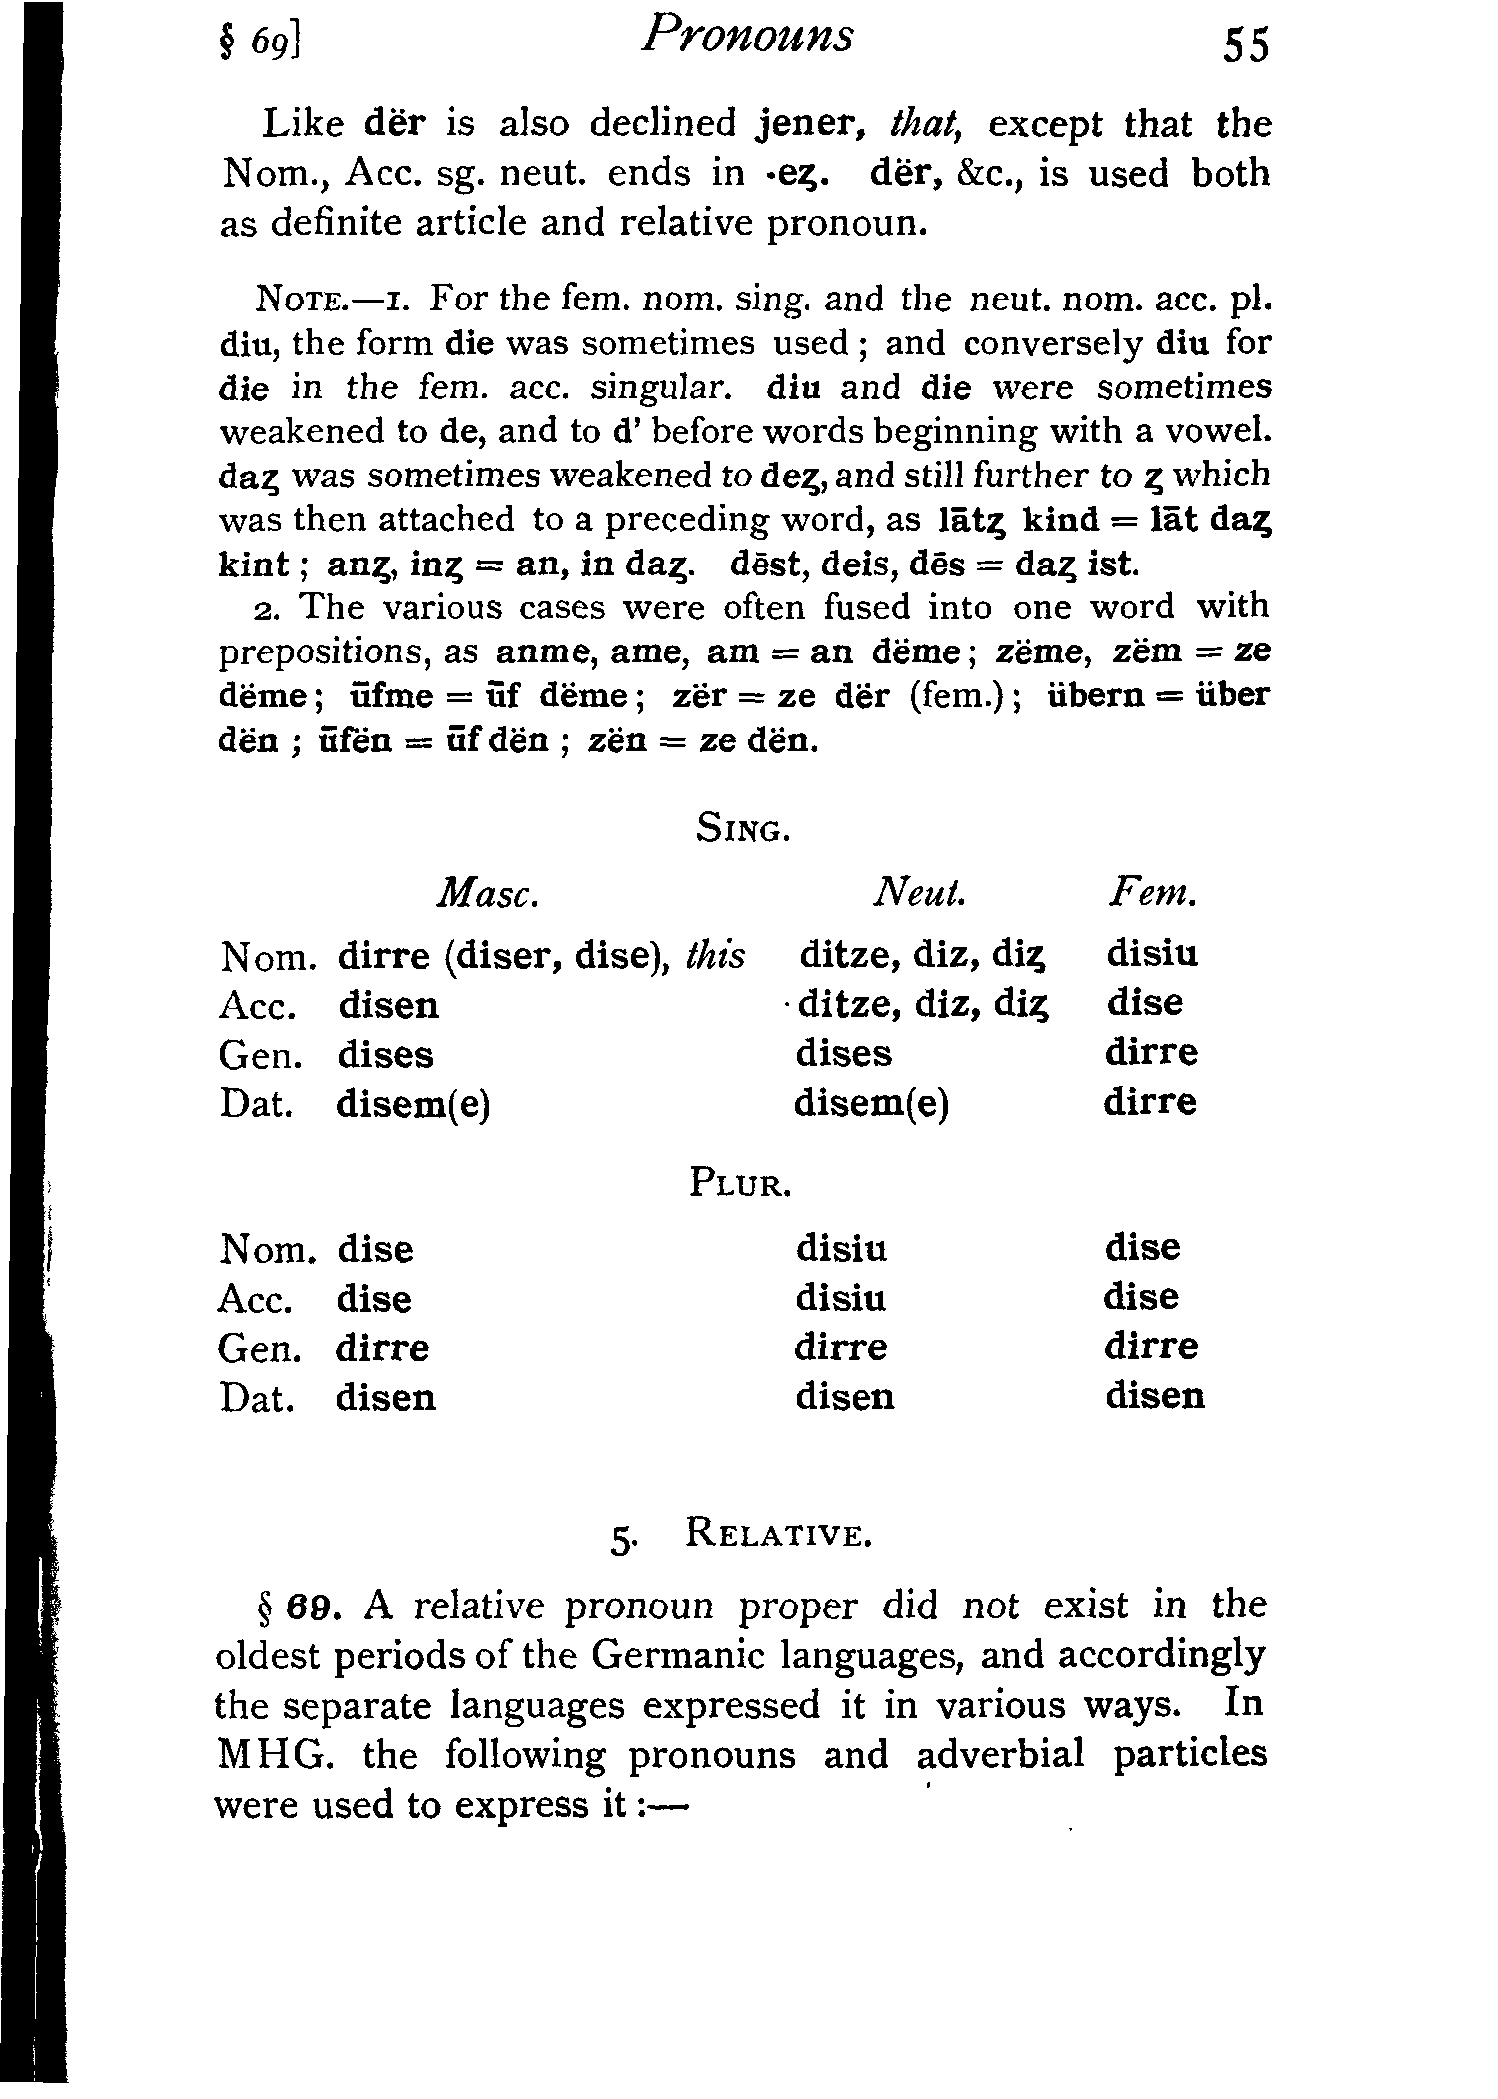 § 69] Pronouns 55
Like dër is also declined jener, that, except that the
Nom., Acc. sg. neut. ends in -eȥ. dër, &c., is used both
as definite article and relative pronoun.
NOTE.—1. For the fem. nom. sing. and the neut. nom. acc. pl.
diu, the form die was sometimes used ; and conversely diu for
die in the fem. acc. singular. diu and die were sometimes
weakened to de, and to d' before words beginning with a vowel.
daȥ was sometimes weakened to deȥ, and still further to ȥ which
was then attached to a preceding word, as lātȥ kind = lāt daȥ
kint ; anȥ, inȥ = an, in daȥ. dēst, deis, dēs = daȥ ist.
2. The various cases were often fused into one word with
prepositions, as anme, ame, am = an dëme ; zëme, zëm = ze
dëme ; ūfme = ūf dëme ; zër = ze dër (fem.) ; übern = über
dën ; ūfën = ūf dën ; zën = ze dën.
SING.
Masc. Neut. Fem.
Nom. dirre (diser, dise), this ditze, diz, diȥ disiu
Acc. disen ditze, diz, diȥ dise
Gen. dises dises dirre
Dat. disem(e) disem(e) dirre
PLUR.
Nom. dise disiu dise
Acc. dise disiu dise
Gen. dirre dirre dirre
Dat. disen disen disen
5. RELATIVE.
§ 69. A relative pronoun proper did not exist in the
oldest periods of the Germanic languages, and accordingly
the separate languages expressed it in various ways. In
MHG. the following pronouns and adverbial particles
were used to express it :—